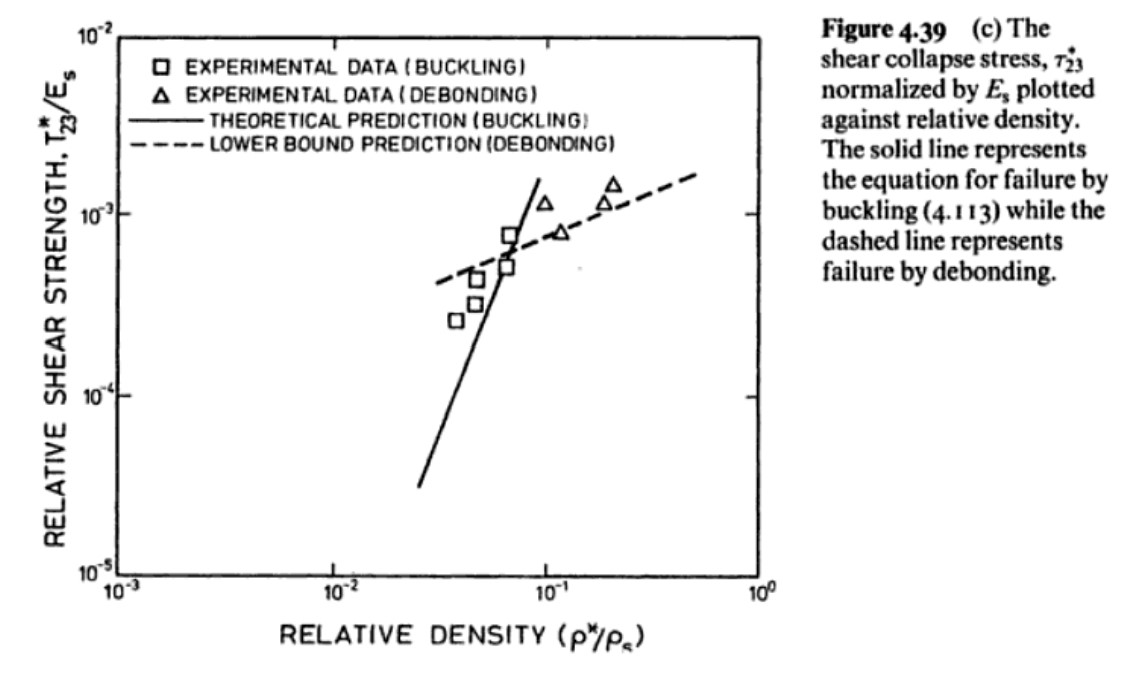 10⁻²
□ EXPERIMENTAL DATA (BUCKLING)
△ EXPERIMENTAL DATA (DEBONDING)
THEORETICAL PREDICTION (BUCKLING)
LOWER BOUND PREDICTION (DEBONDING)
10⁻³
10⁻⁴
10⁻⁵
RELATIVE SHEAR STRENGTH, T*₂₃/Eₛ
10⁻³
10⁻²
10⁻¹
10⁰
RELATIVE DENSITY (ρ*/ρₛ)
Figure 4.39 (c) The
shear collapse stress, τ*₂₃
normalized by Eₛ plotted
against relative density.
The solid line represents
the equation for failure by
buckling (4.113) while the
dashed line represents
failure by debonding.